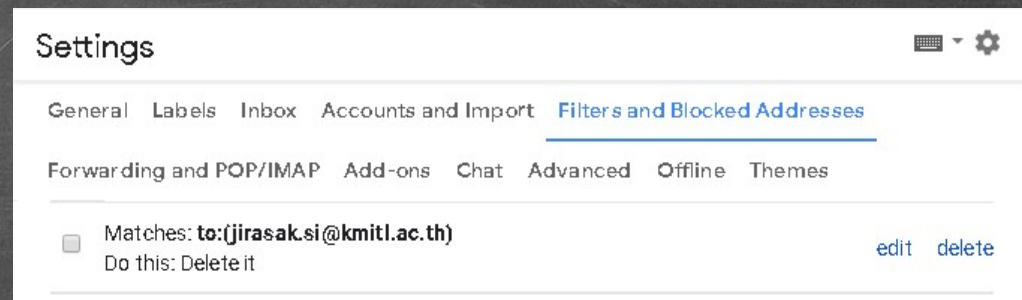 Settings
General Labels Inbox Accounts and Import Filters and Blocked Addresses
Forwarding and POP/IMAP Add-ons Chat Advanced Offline Themes
Matches: to:(jirasak.si@kmitl.ac.th) edit delete
Do this: Delete it